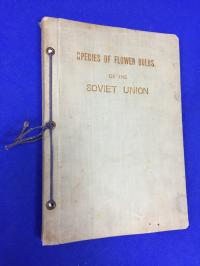 SPECIES OF FLOWER BULBS.
OF THE
SOVIET UNION